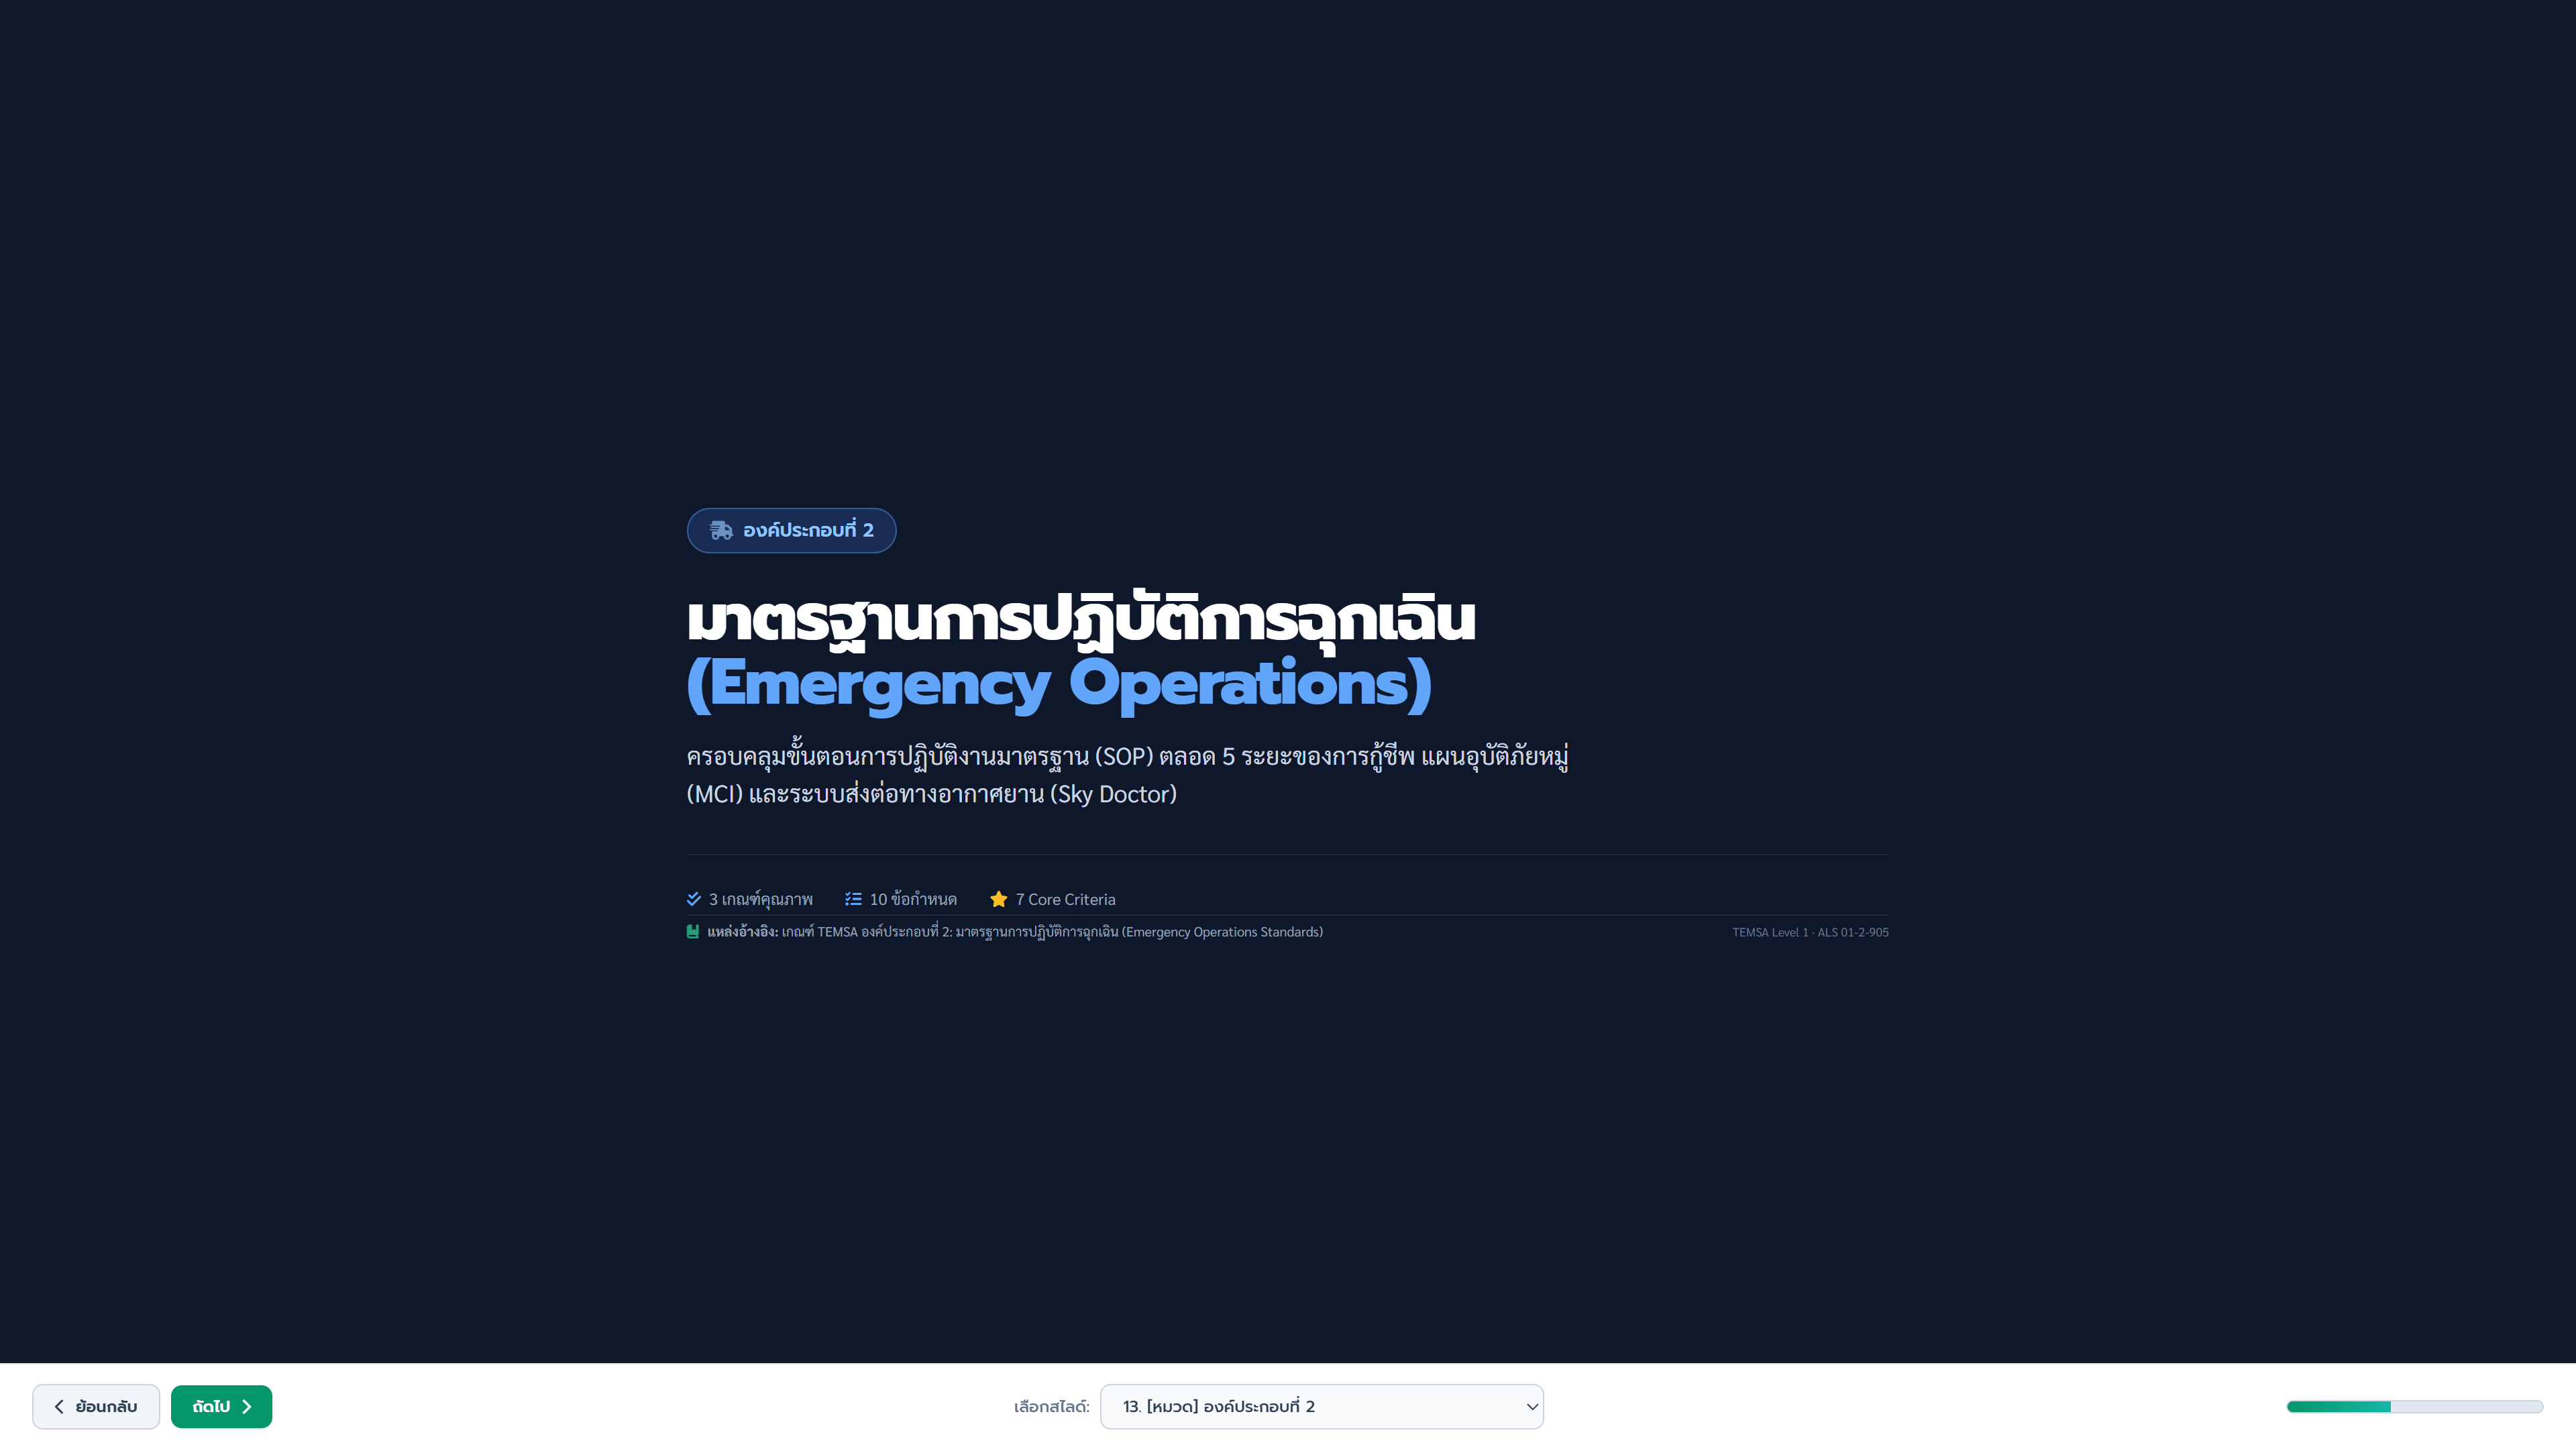 องค์ประกอบที่ 2
มาตรฐานการปฏิบัติการฉุกเฉิน
(Emergency Operations)
ครอบคลุมขั้นตอนการปฏิบัติงานมาตรฐาน (SOP) ตลอด 5 ระยะของการกู้ชีพ แผนอุบัติภัยหมู่
(MCI) และระบบส่งต่อทางอากาศยาน (Sky Doctor)
3 เกณฑ์คุณภาพ 10 ข้อกำหนด 7 Core Criteria
แหล่งอ้างอิง: เกณฑ์ TEMSA องค์ประกอบที่ 2: มาตรฐานการปฏิบัติการฉุกเฉิน (Emergency Operations Standards) TEMSA Level 1 · ALS 01-2-905
ย้อนกลับ ถัดไป เลือกสไลด์: 13. [หมวด] องค์ประกอบที่ 2